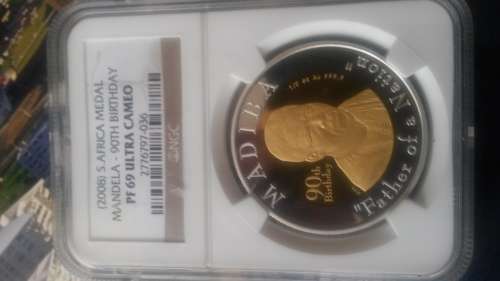 (2008) S AFRICA MEDAL
MANDELA - 90TH BIRTHDAY
PF 69 ULTRA CAMEO
2776797-036
NGC
MADIBA
"Father of a Nation"
90th
Birthday